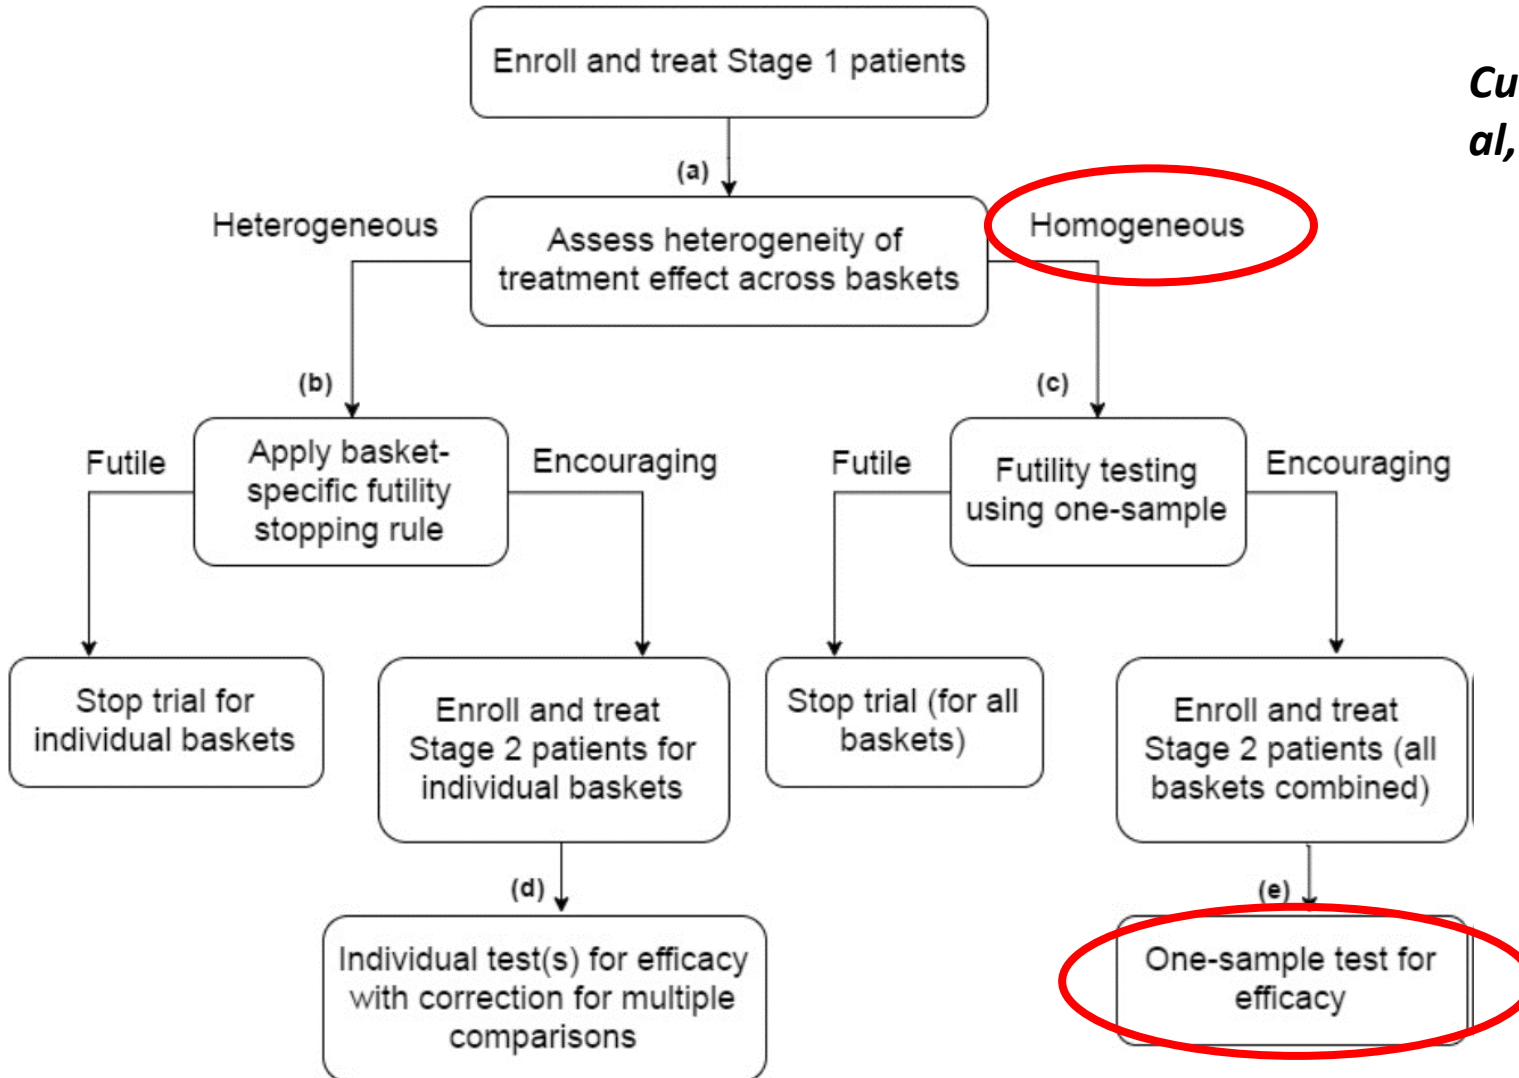 Enroll and treat Stage 1 patients
Cu
al,
(a)
Heterogeneous
Homogeneous
Assess heterogeneity of
treatment effect across baskets
(b)
(c)
Futile
Apply basket-
specific futility
stopping rule
Encouraging
Futile
Futility testing
using one-sample
Encouraging
Stop trial for
individual baskets
Enroll and treat
Stage 2 patients for
individual baskets
Stop trial (for all
baskets)
Enroll and treat
Stage 2 patients (all
baskets combined)
(d)
(e)
Individual test(s) for efficacy
with correction for multiple
comparisons
One-sample test for
efficacy